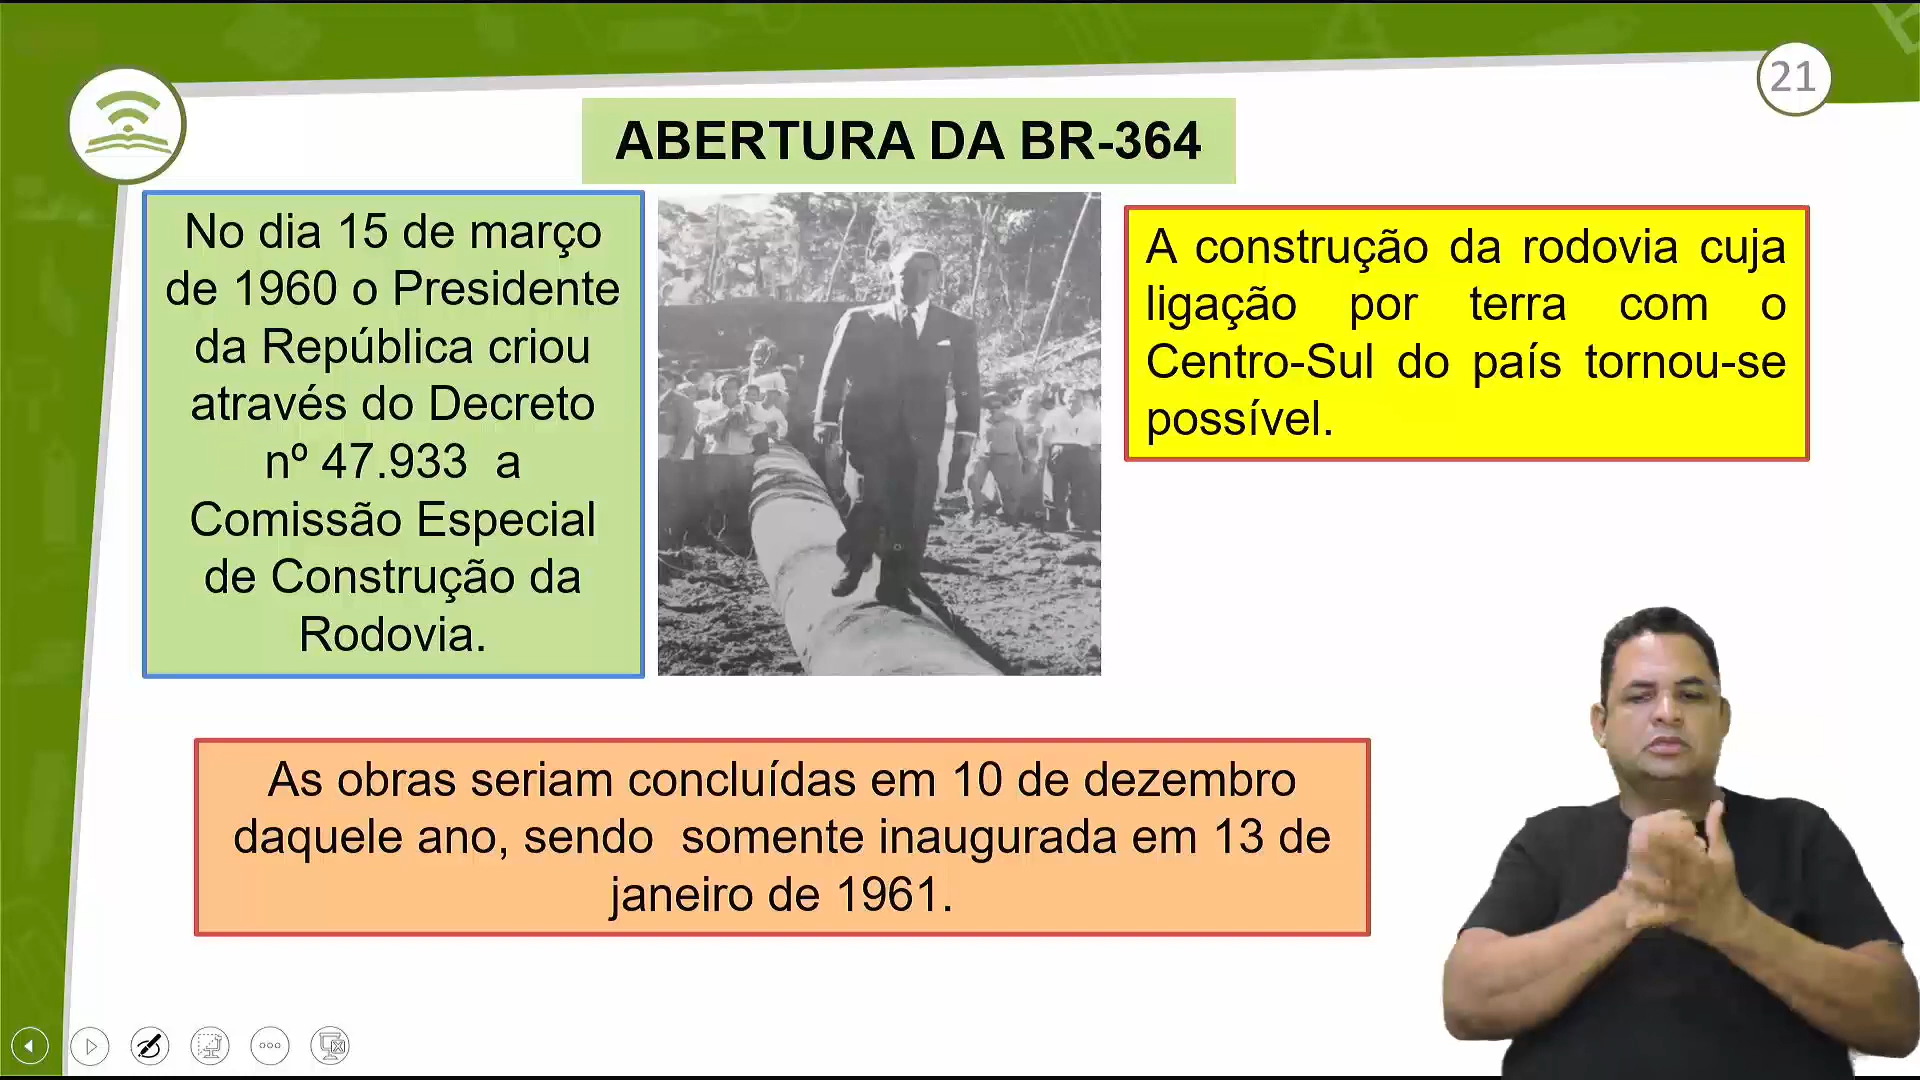 21
ABERTURA DA BR-364
No dia 15 de março
de 1960 o Presidente
da República criou
através do Decreto
nº 47.933 a
Comissão Especial
de Construção da
Rodovia.
A construção da rodovia cuja
ligação por terra com o
Centro-Sul do país tornou-se
possível.
As obras seriam concluídas em 10 de dezembro
daquele ano, sendo somente inaugurada em 13 de
janeiro de 1961.